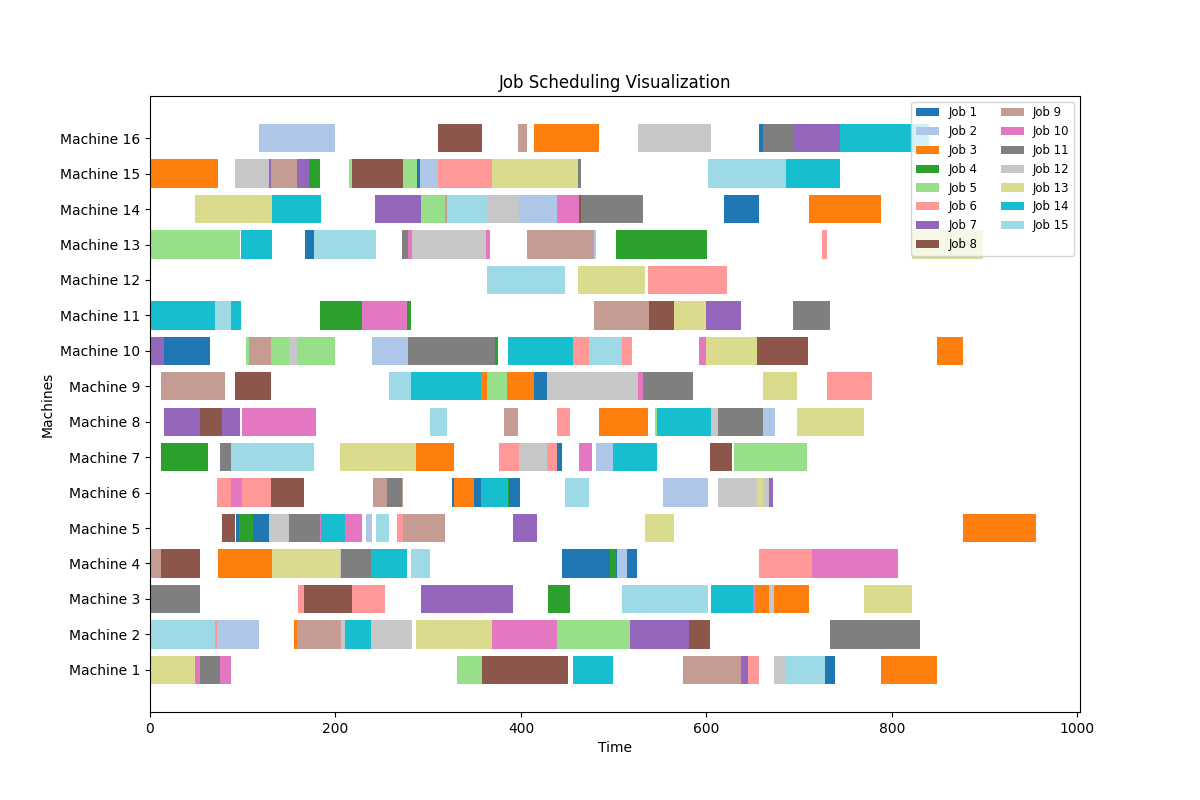 Job Scheduling Visualization
Machine 16
Machine 15
Machine 14
Machine 13
Machine 12
Machine 11
Machine 10
Machine 9
Machine 8
Machine 7
Machine 6
Machine 5
Machine 4
Machine 3
Machine 2
Machine 1
Machines
0 200 400 600 800 1000
Time
Job 1
Job 2
Job 3
Job 4
Job 5
Job 6
Job 7
Job 8
Job 9
Job 10
Job 11
Job 12
Job 13
Job 14
Job 15